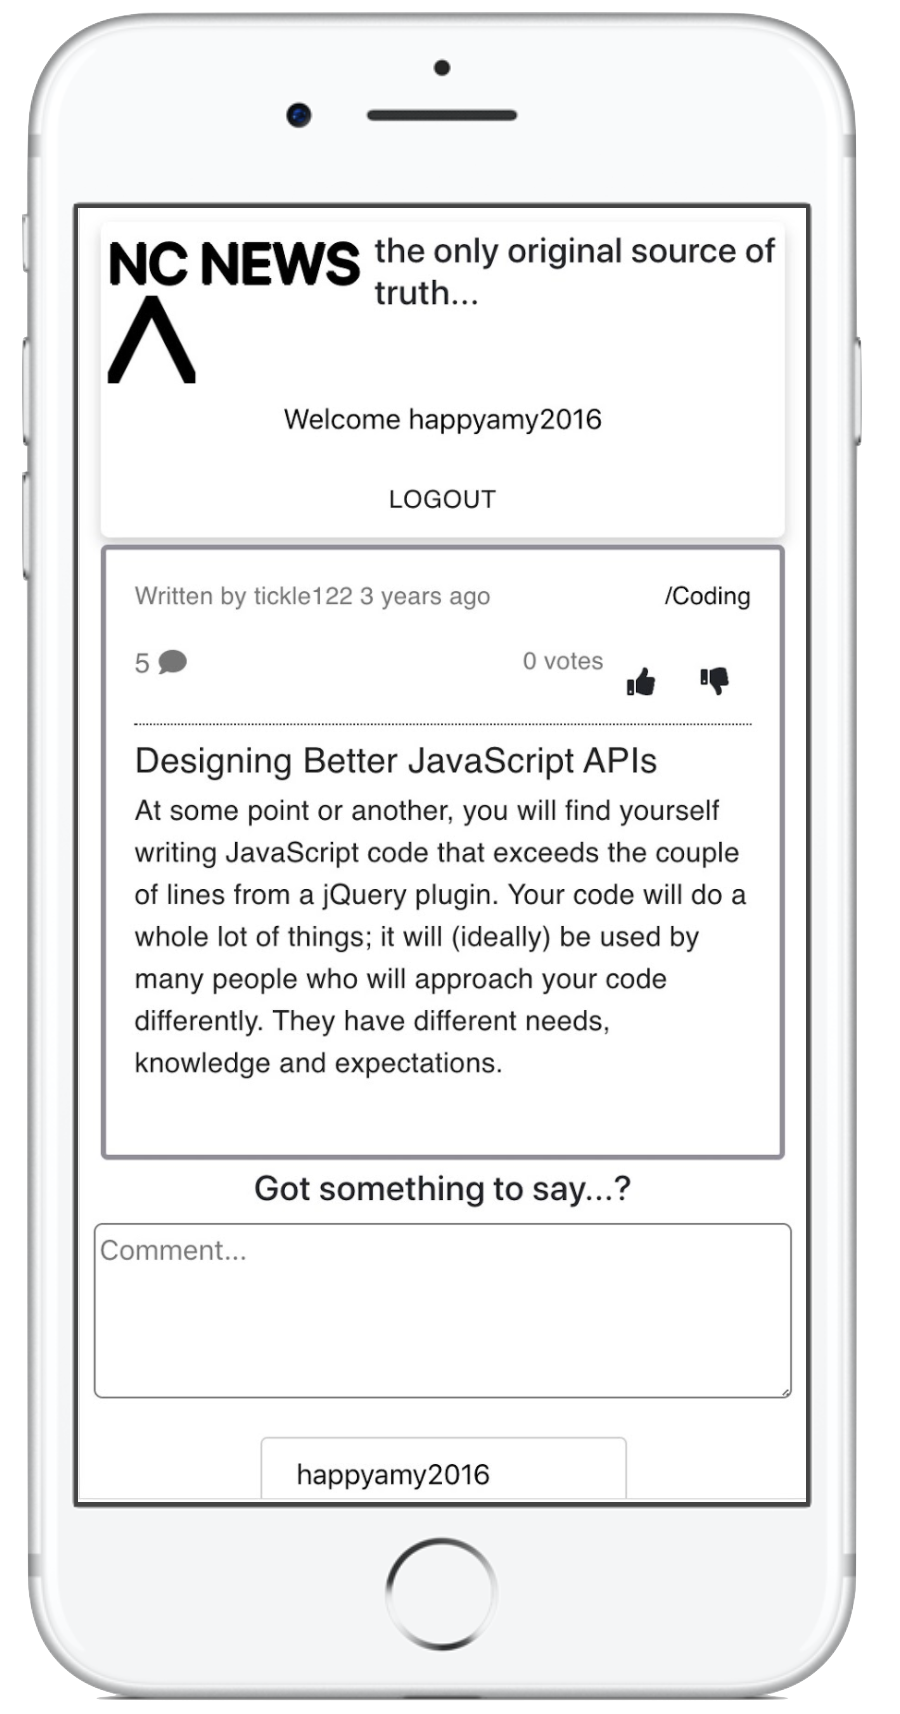 NC NEWS
the only original source of
truth...
Welcome happyamy2016
LOGOUT
Written by tickle122 3 years ago
/Coding
5
0 votes
Designing Better JavaScript APIs
At some point or another, you will find yourself
writing JavaScript code that exceeds the couple
of lines from a jQuery plugin. Your code will do a
whole lot of things; it will (ideally) be used by
many people who will approach your code
differently. They have different needs,
knowledge and expectations.
Got something to say...?
Comment...
happyamy2016